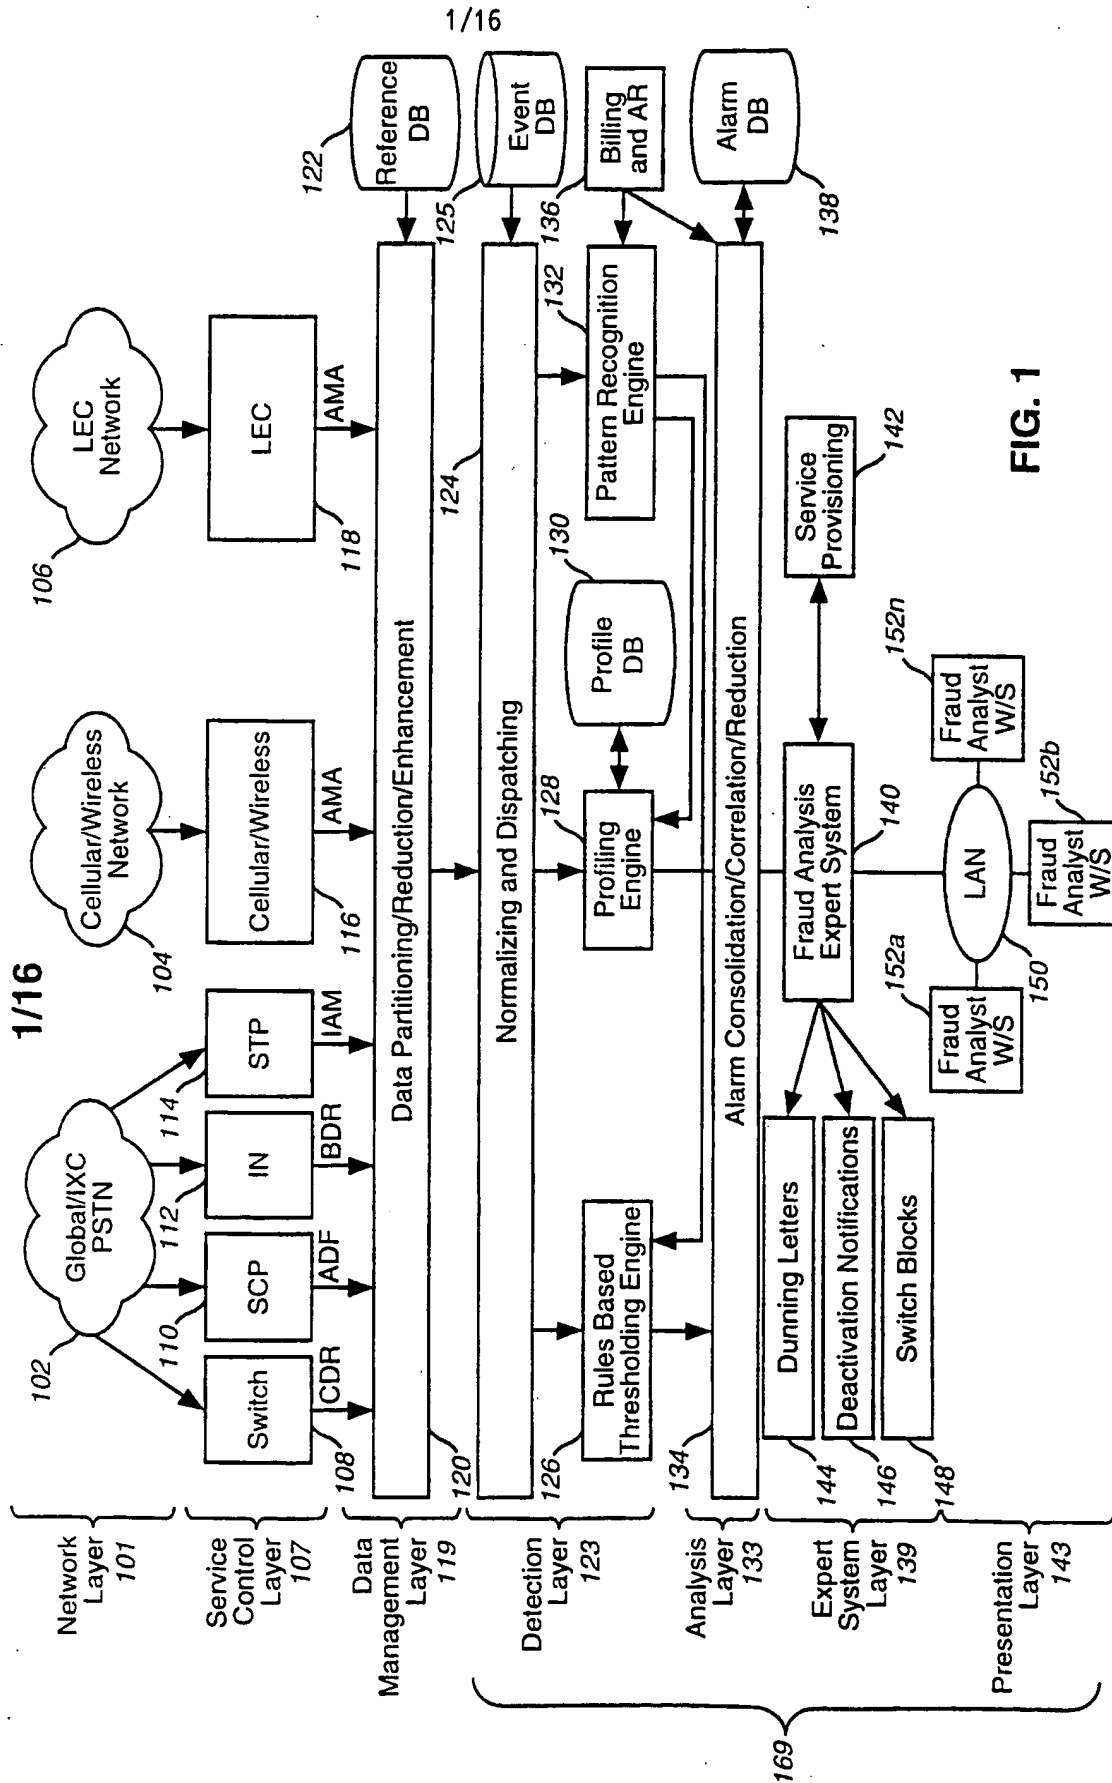 1/16
1/16
Network
Layer
101
Global/IXC
PSTN
102
Cellular/Wireless
Network
104
LEC
Network
106
Service
Control
Layer
107
Switch
108
CDR
SCP
110
ADF
IN
112
BDR
STP
114
IAM
Cellular/Wireless
116
AMA
LEC
118
AMA
Data
Management
Layer
119
Data Partitioning/Reduction/Enhancement
120
Reference
DB
122
Detection
Layer
123
Normalizing and Dispatching
124
Event
DB
125
Rules Based
Thresholding Engine
126
Profiling
Engine
128
Profile
DB
130
Pattern Recognition
Engine
132
Billing
and AR
136
Analysis
Layer
133
Alarm Consolidation/Correlation/Reduction
134
Alarm
DB
138
Expert
System
Layer
139
Dunning Letters
144
Deactivation Notifications
146
Switch Blocks
148
Fraud Analysis
Expert System
140
Service
Provisioning
142
Presentation
Layer
143
Fraud
Analyst
W/S
152a
LAN
150
Fraud
Analyst
W/S
152b
Fraud
Analyst
W/S
152n
169
FIG. 1